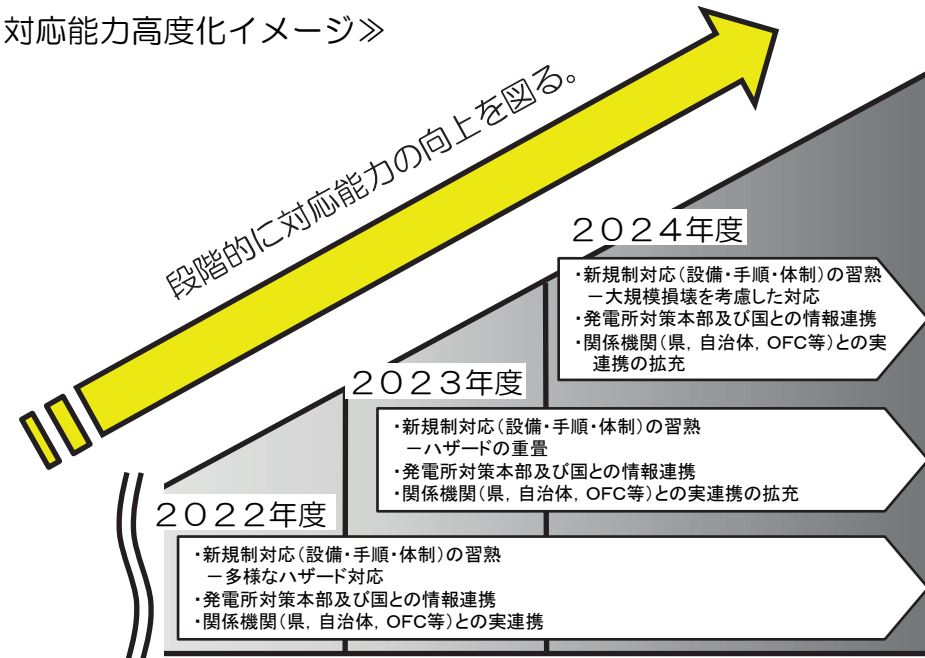 対応能力高度化イメージ≫
段階的に対応能力の向上を図る。
２０２４年度
・新規制対応（設備・手順・体制）の習熟
－大規模損壊を考慮した対応
・発電所対策本部及び国との情報連携
・関係機関（県，自治体，OFC等）との実
連携の拡充
２０２３年度
・新規制対応（設備・手順・体制）の習熟
－ハザードの重畳
・発電所対策本部及び国との情報連携
・関係機関（県，自治体，OFC等）との実連携の拡充
２０２２年度
・新規制対応（設備・手順・体制）の習熟
－多様なハザード対応
・発電所対策本部及び国との情報連携
・関係機関（県，自治体，OFC等）との実連携